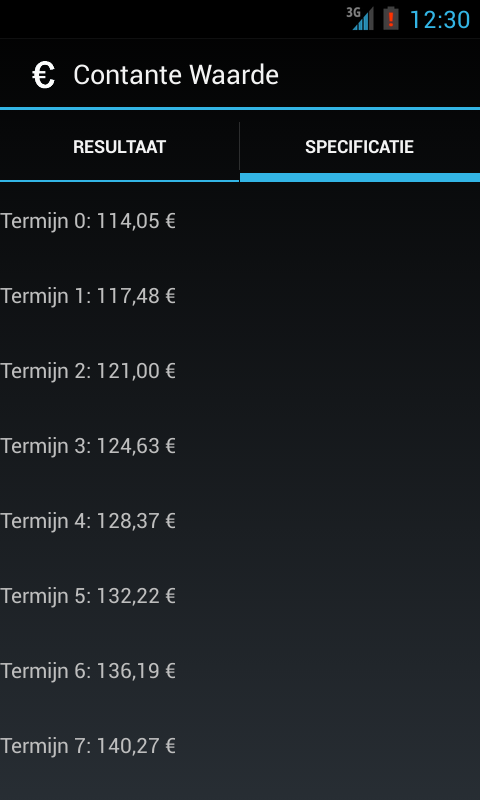 3G
12:30
€ Contante Waarde
RESULTAAT
SPECIFICATIE
Termijn 0: 114,05 €
Termijn 1: 117,48 €
Termijn 2: 121,00 €
Termijn 3: 124,63 €
Termijn 4: 128,37 €
Termijn 5: 132,22 €
Termijn 6: 136,19 €
Termijn 7: 140,27 €